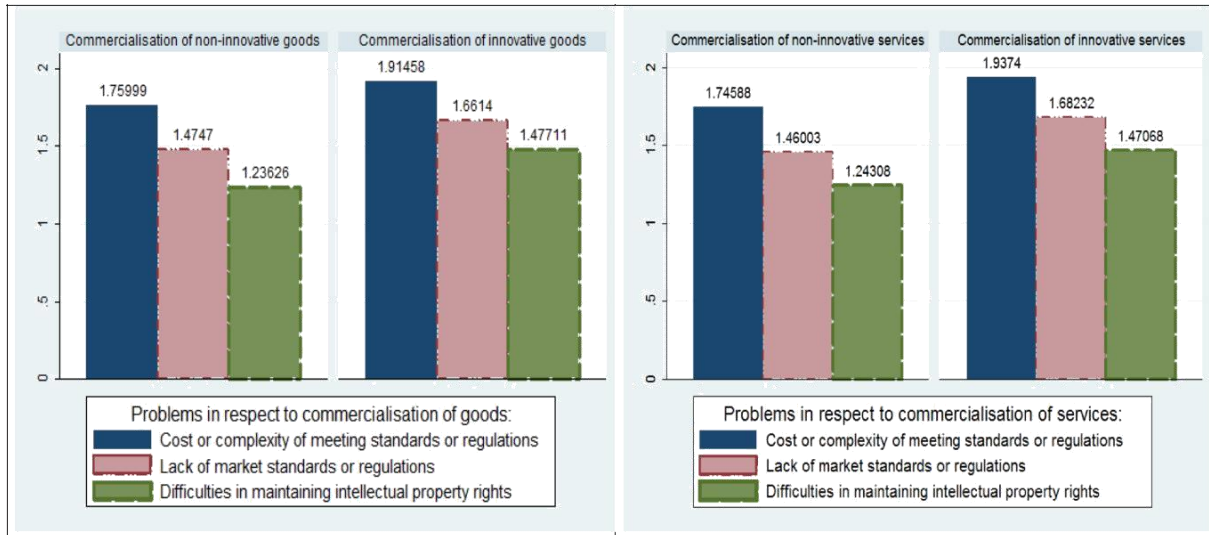 Commercialisation of non-innovative goods
Commercialisation of innovative goods
2
1.5
1
.5
0
1.75999
1.4747
1.23626
1.91458
1.6614
1.47711
Problems in respect to commercialisation of goods:
Cost or complexity of meeting standards or regulations
Lack of market standards or regulations
Difficulties in maintaining intellectual property rights
Commercialisation of non-innovative services
Commercialisation of innovative services
2
1.5
1
.5
0
1.74588
1.46003
1.24308
1.9374
1.68232
1.47068
Problems in respect to commercialisation of services:
Cost or complexity of meeting standards or regulations
Lack of market standards or regulations
Difficulties in maintaining intellectual property rights